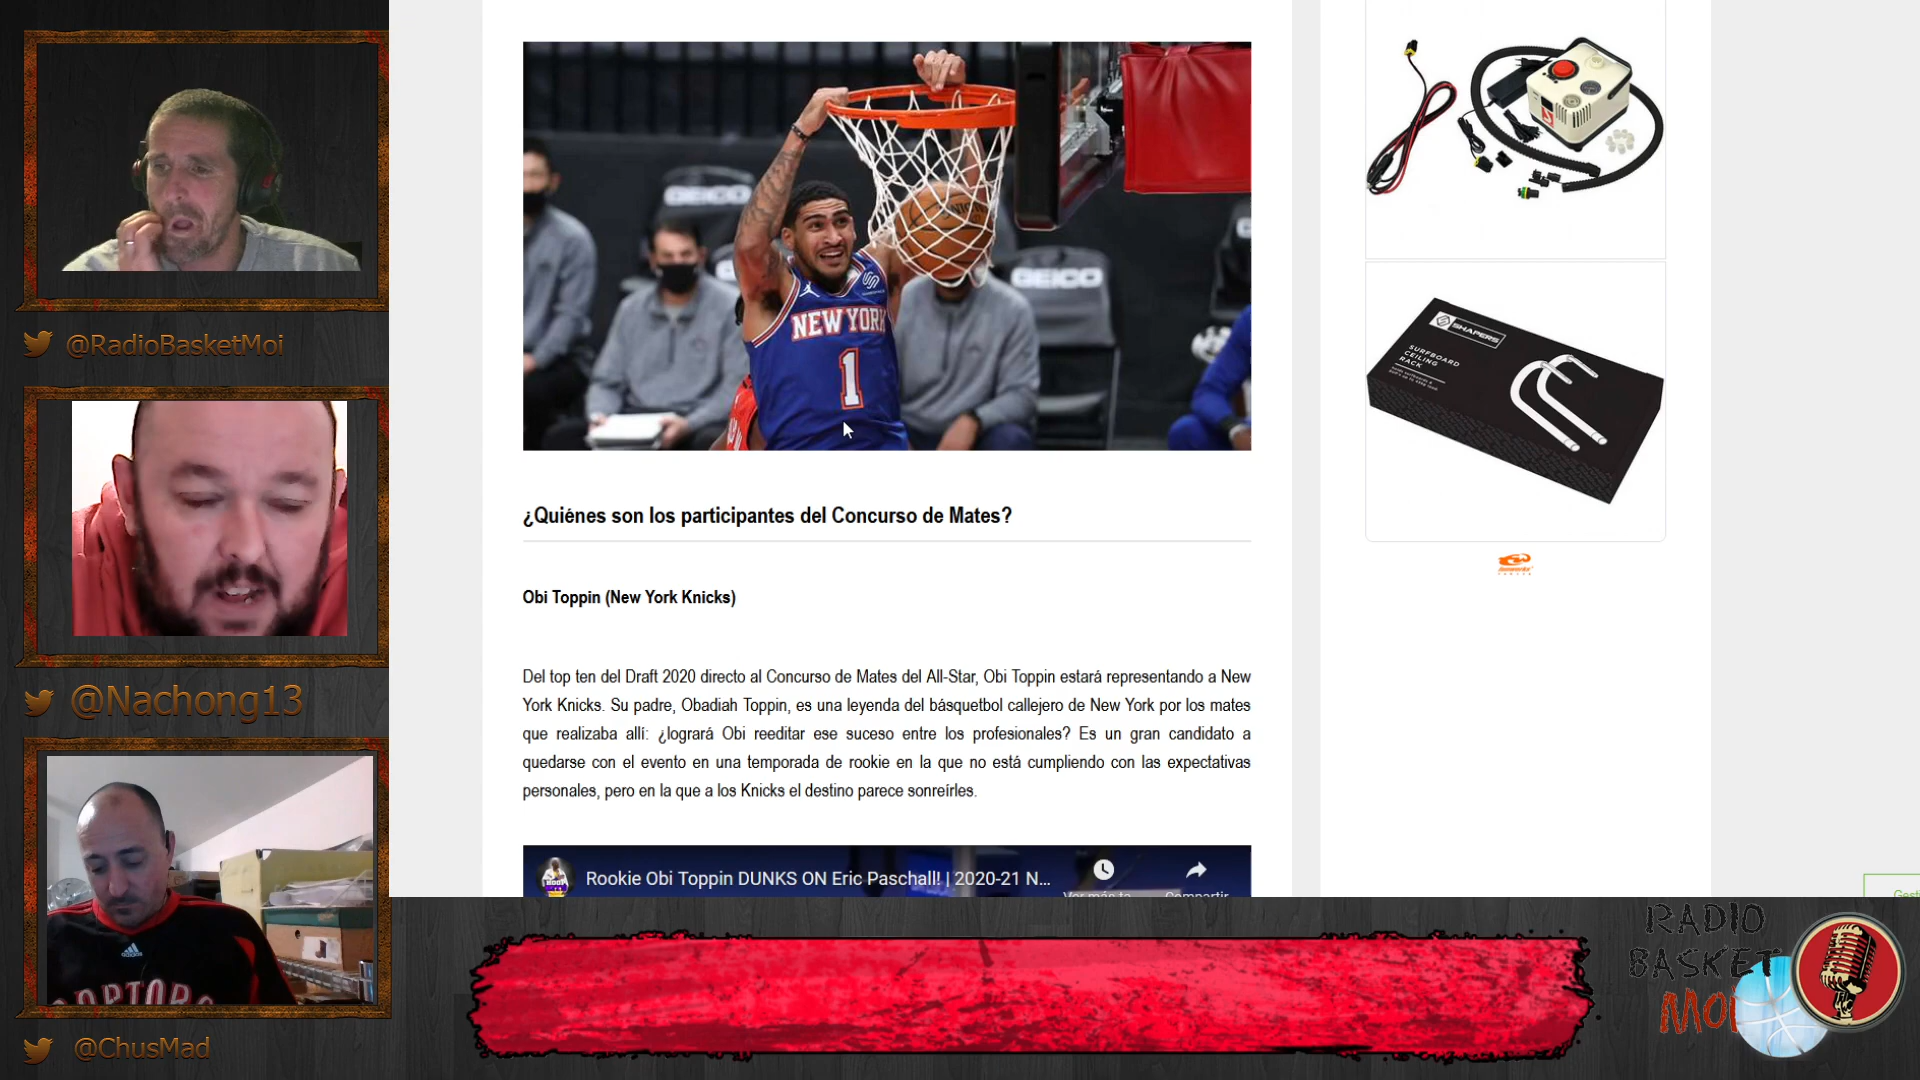 @RadioBasketMoi
@Nachong13
@ChusMad
GEICO
GEICO
NEW YORK
1
SHAPERS
SURFBOARD
CEILING
RACK
¿Quiénes son los participantes del Concurso de Mates?
Obi Toppin (New York Knicks)
Del top ten del Draft 2020 directo al Concurso de Mates del All-Star, Obi Toppin estará representando a New
York Knicks. Su padre, Obadiah Toppin, es una leyenda del básquetbol callejero de New York por los mates
que realizaba allí: ¿logrará Obi reeditar ese suceso entre los profesionales? Es un gran candidato a
quedarse con el evento en una temporada de rookie en la que no está cumpliendo con las expectativas
personales, pero en la que a los Knicks el destino parece sonreírles.
Rookie Obi Toppin DUNKS ON Eric Paschall! | 2020-21 N...
Ver más ta... Compartir
adidas
RADIO
BASKET
MOi